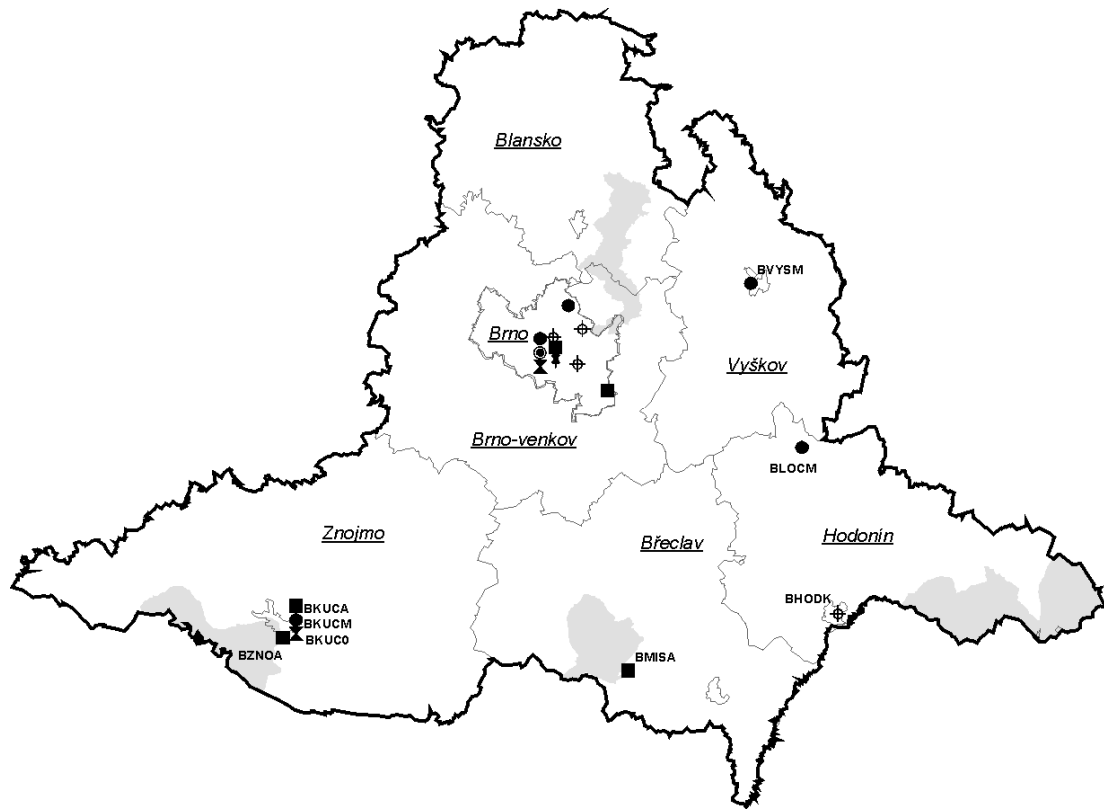 Blansko
BVYSM
Brno
Vyškov
Brno-venkov
BLOCM
Znojmo
Břeclav
Hodonín
BKUCA
BKUCM
BKUC0
BZNOA
BHODK
BMISA